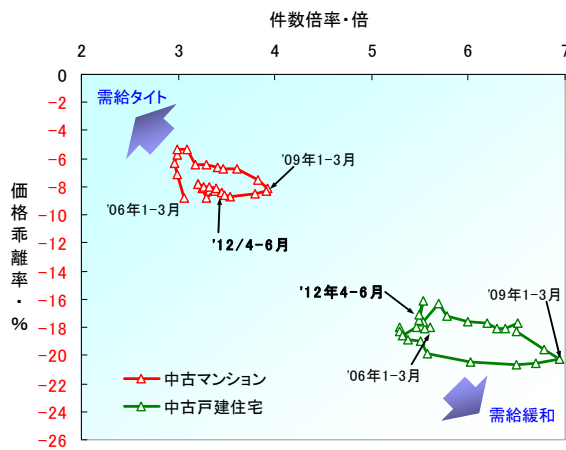 件数倍率・倍
2 3 4 5 6 7
0
-2
-4
-6
-8
-10
-12
-14
-16
-18
-20
-22
-24
-26
価格乖離率・%
需給タイト
'09年1-3月
'06年1-3月
'12/4-6月
'12年4-6月
'09年1-3月
'06年1-3月
中古マンション
中古戸建住宅
需給緩和